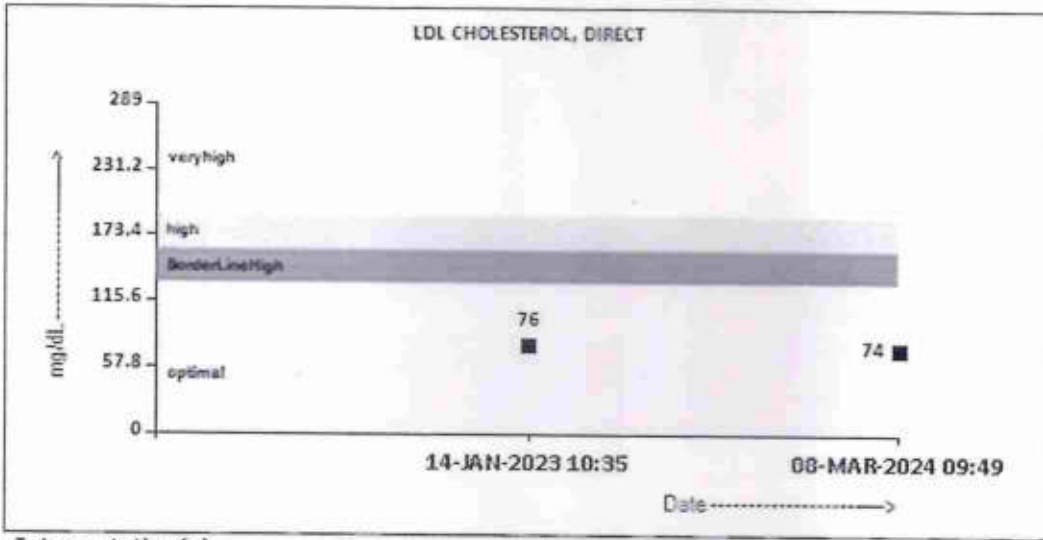 LDL CHOLESTEROL, DIRECT
289
231.2
veryhigh
173.4
high
BorderLineHigh
115.6
76
74
mg/dL
57.8
optimal
0
14-JAN-2023 10:35
08-MAR-2024 09:49
Date